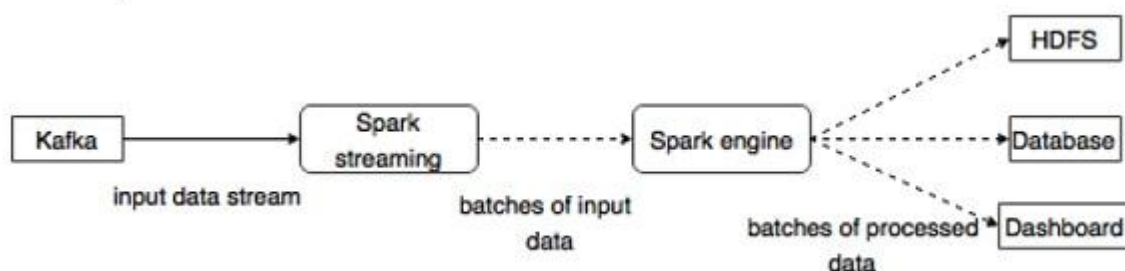 HDFS
Kafka
Spark
streaming
Spark engine
Database
input data stream
batches of input
data
batches of processed
data
Dashboard